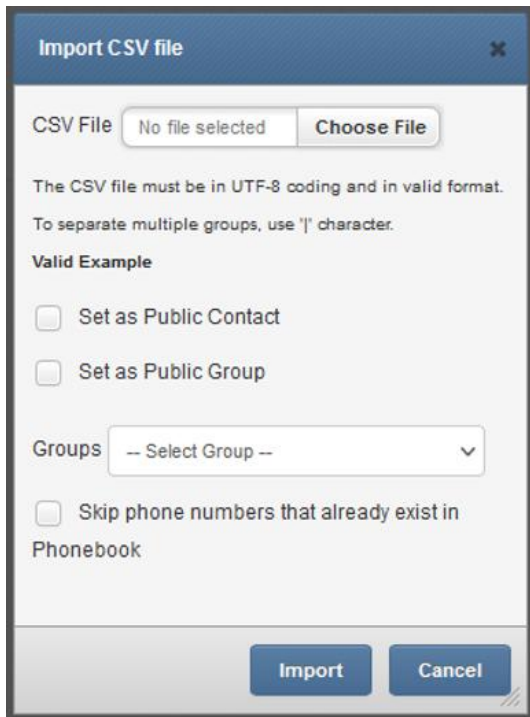 Import CSV file
CSV File No file selected Choose File
The CSV file must be in UTF-8 coding and in valid format.
To separate multiple groups, use '|' character.
Valid Example
Set as Public Contact
Set as Public Group
Groups -- Select Group --
Skip phone numbers that already exist in
Phonebook
Import Cancel